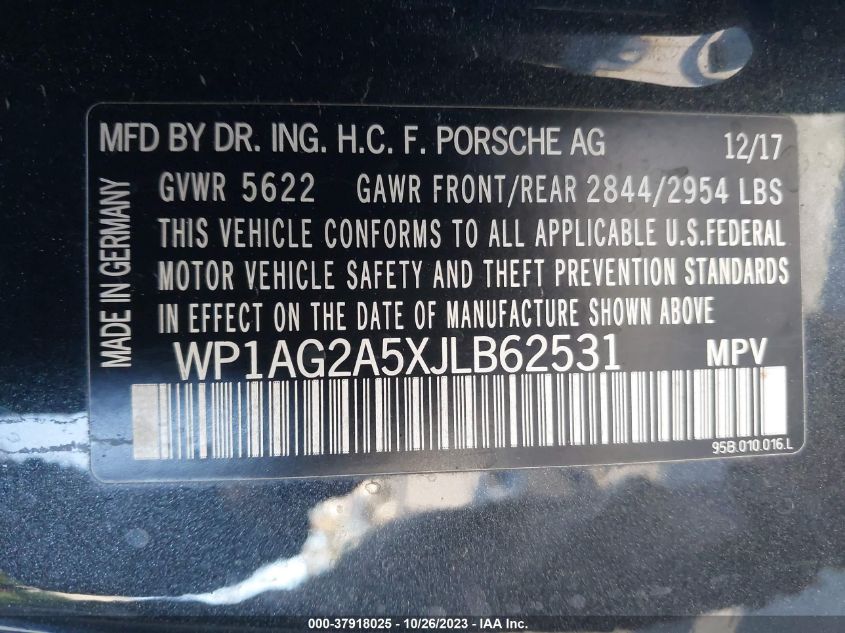 MFD BY DR. ING. H.C. F. PORSCHE AG 12/17
GVWR 5622 GAWR FRONT/REAR 2844/2954 LBS
THIS VEHICLE CONFORMS TO ALL APPLICABLE U.S.FEDERAL
MOTOR VEHICLE SAFETY AND THEFT PREVENTION STANDARDS
IN EFFECT ON THE DATE OF MANUFACTURE SHOWN ABOVE
MADE IN GERMANY
WP1AG2A5XJLB62531 MPV
95B.010.016.L
000-37918025 - 10/26/2023 - IAA Inc.